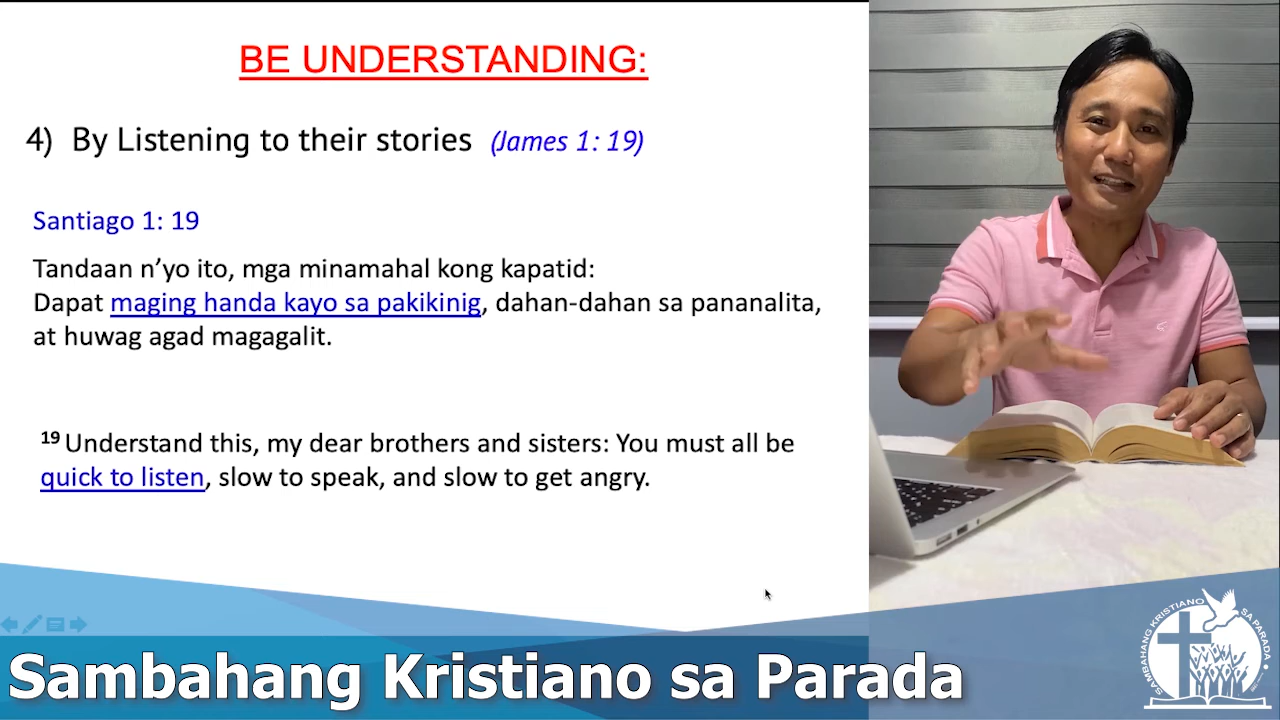 BE UNDERSTANDING:
4) By Listening to their stories (James 1: 19)
Santiago 1: 19
Tandaan n’yo ito, mga minamahal kong kapatid:
Dapat maging handa kayo sa pakikinig, dahan-dahan sa pananalita,
at huwag agad magagalit.
19 Understand this, my dear brothers and sisters: You must all be
quick to listen, slow to speak, and slow to get angry.
Sambahang Kristiano sa Parada
SAMBAHANG KRISTIANO SA PARADA